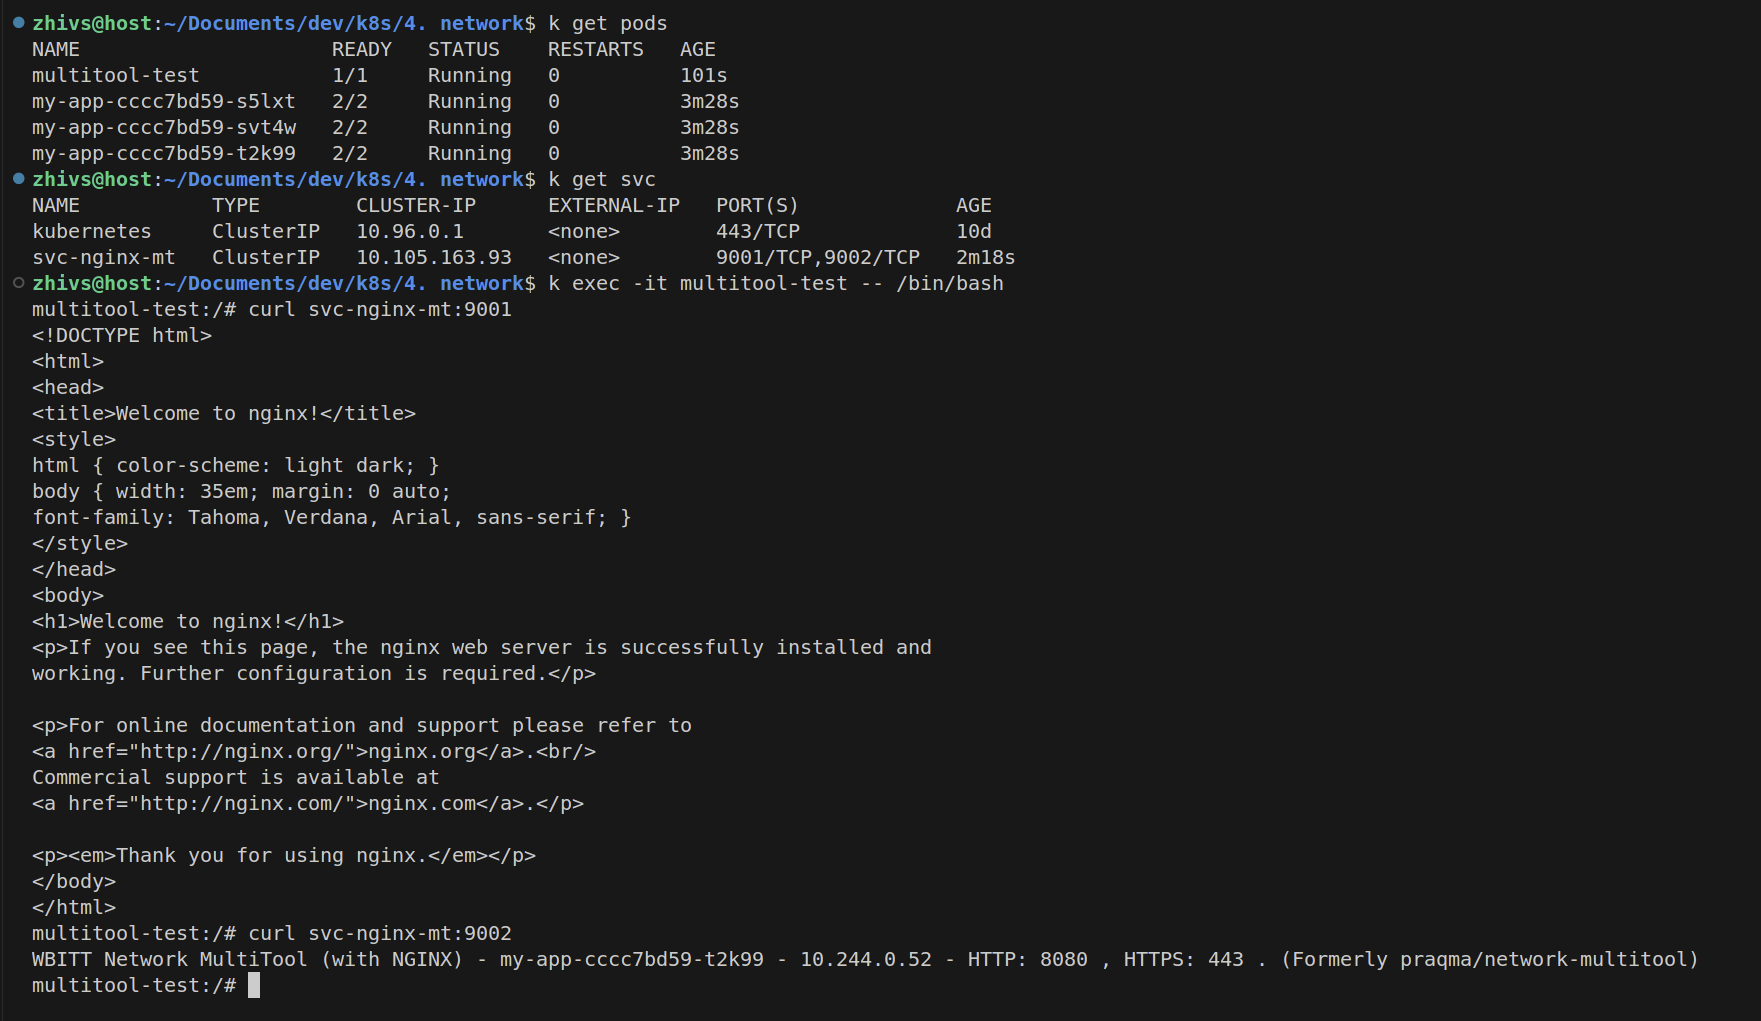 zhivs@host:~/Documents/dev/k8s/4. network$ k get pods
NAME                     READY   STATUS    RESTARTS   AGE
multitool-test           1/1     Running   0          101s
my-app-cccc7bd59-s5lxt   2/2     Running   0          3m28s
my-app-cccc7bd59-svt4w   2/2     Running   0          3m28s
my-app-cccc7bd59-t2k99   2/2     Running   0          3m28s
zhivs@host:~/Documents/dev/k8s/4. network$ k get svc
NAME           TYPE        CLUSTER-IP      EXTERNAL-IP   PORT(S)             AGE
kubernetes     ClusterIP   10.96.0.1       <none>        443/TCP             10d
svc-nginx-mt   ClusterIP   10.105.163.93   <none>        9001/TCP,9002/TCP   2m18s
zhivs@host:~/Documents/dev/k8s/4. network$ k exec -it multitool-test -- /bin/bash
multitool-test:/# curl svc-nginx-mt:9001
<!DOCTYPE html>
<html>
<head>
<title>Welcome to nginx!</title>
<style>
html { color-scheme: light dark; }
body { width: 35em; margin: 0 auto;
font-family: Tahoma, Verdana, Arial, sans-serif; }
</style>
</head>
<body>
<h1>Welcome to nginx!</h1>
<p>If you see this page, the nginx web server is successfully installed and
working. Further configuration is required.</p>

<p>For online documentation and support please refer to
<a href="http://nginx.org/">nginx.org</a>.<br/>
Commercial support is available at
<a href="http://nginx.com/">nginx.com</a>.</p>

<p><em>Thank you for using nginx.</em></p>
</body>
</html>
multitool-test:/# curl svc-nginx-mt:9002
WBITT Network MultiTool (with NGINX) - my-app-cccc7bd59-t2k99 - 10.244.0.52 - HTTP: 8080 , HTTPS: 443 . (Formerly praqma/network-multitool)
multitool-test:/#